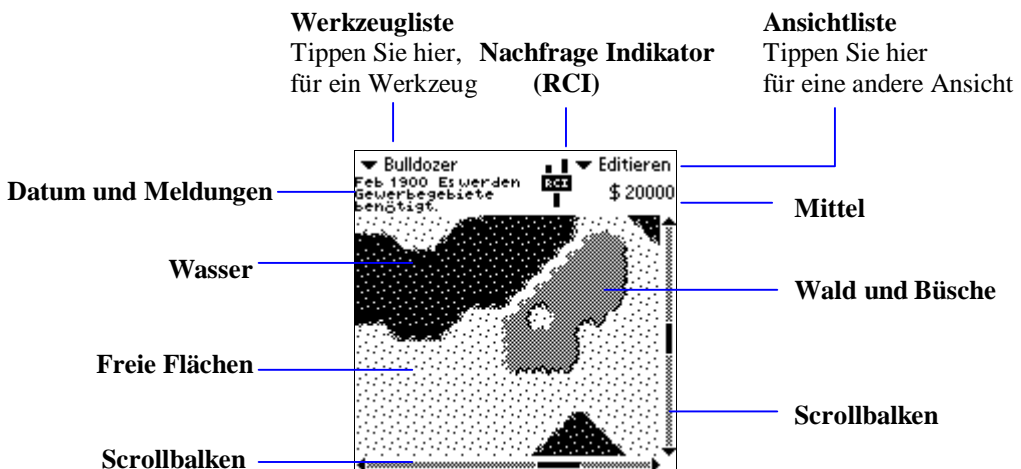 Werkzeugliste
Tippen Sie hier,
für ein Werkzeug
Nachfrage Indikator
(RCI)
Ansichtliste
Tippen Sie hier
für eine andere Ansicht
Bulldozer
Editieren
Feb 1900 Es werden
Gewerbegebiete
benötigt.
RCI
$ 20000
Datum und Meldungen
Mittel
Wasser
Wald und Büsche
Freie Flächen
Scrollbalken
Scrollbalken